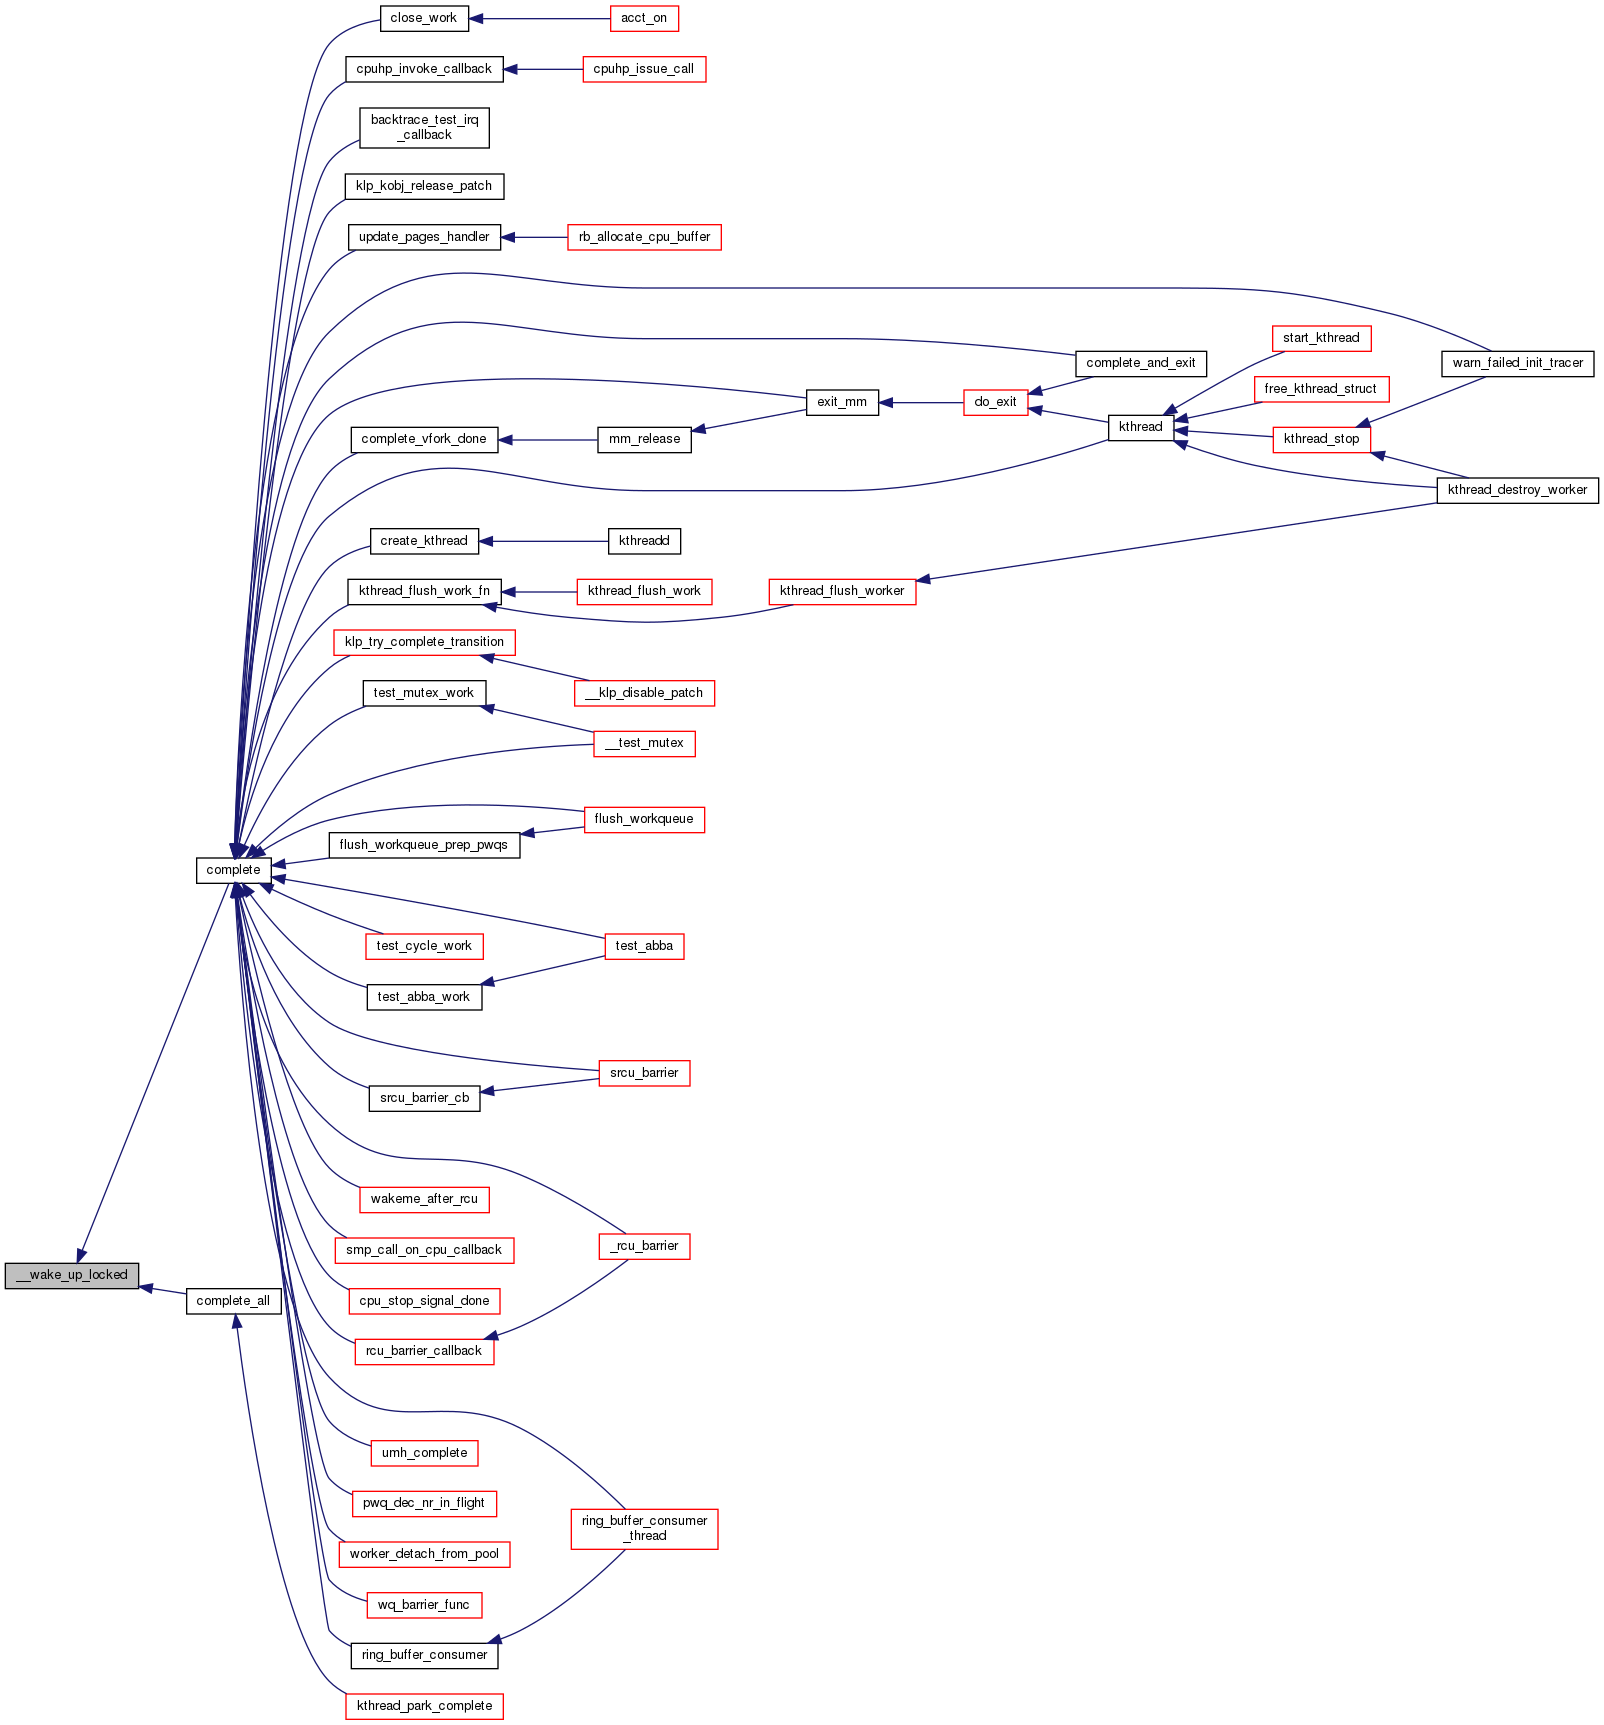 close_work
acct_on
cpuhp_invoke_callback
cpuhp_issue_call
backtrace_test_irq
_callback
klp_kobj_release_patch
update_pages_handler
rb_allocate_cpu_buffer
start_kthread
complete_and_exit
warn_failed_init_tracer
free_kthread_struct
exit_mm
do_exit
kthread
complete_vfork_done
mm_release
kthread_stop
kthread_destroy_worker
create_kthread
kthreadd
kthread_flush_work_fn
kthread_flush_work
kthread_flush_worker
klp_try_complete_transition
__klp_disable_patch
test_mutex_work
__test_mutex
flush_workqueue
flush_workqueue_prep_pwqs
complete
test_cycle_work
test_abba
test_abba_work
srcu_barrier
srcu_barrier_cb
wakeme_after_rcu
_rcu_barrier
smp_call_on_cpu_callback
__wake_up_locked
complete_all
cpu_stop_signal_done
rcu_barrier_callback
umh_complete
pwq_dec_nr_in_flight
ring_buffer_consumer
_thread
worker_detach_from_pool
wq_barrier_func
ring_buffer_consumer
kthread_park_complete